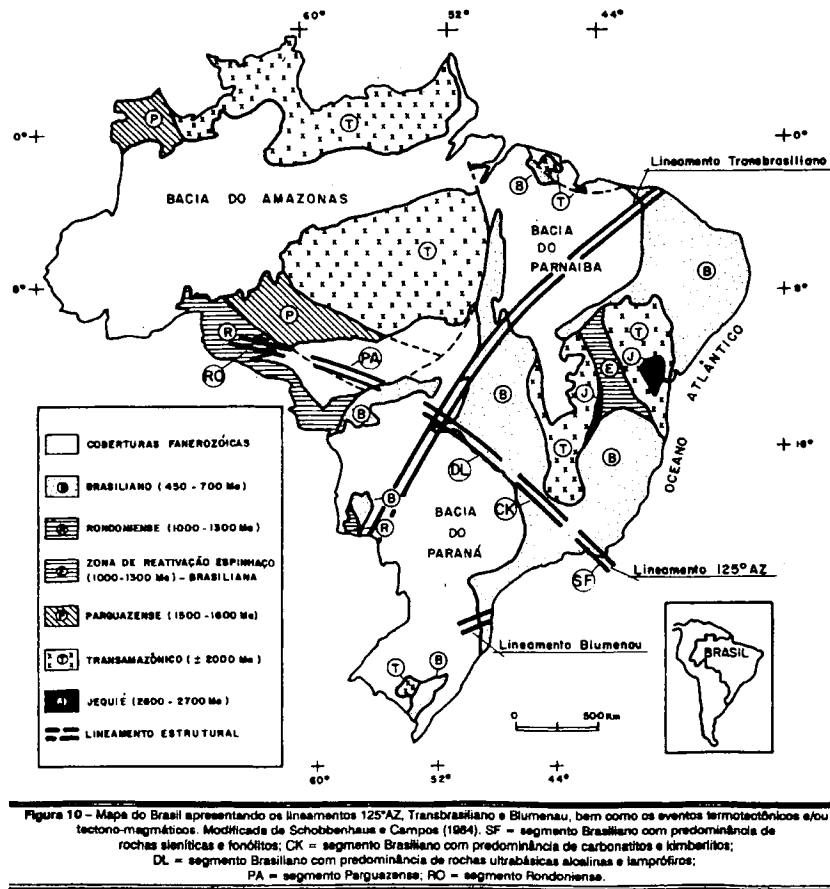 60°
52°
44°
0°
0°
P
T
B
T
Lineamento Transbrasiliano
BACIA DO AMAZONAS
BACIA
DO
PARNAIBA
T
B
8°
8°
P
R
T
J
E
RO
PA
B
J
B
OCEANO ATLÂNTICO
T
B
16°
DL
CK
B
R
BACIA
DO
PARANÁ
SF
Lineamento 125° AZ
Lineamento Blumenau
T
B
BRASIL
0 500 Km
60°
52°
44°
COBERTURAS FANEROZÓICAS
B BRASILIANO (450 - 700 Ma)
R RONDONIENSE (1000 - 1300 Ma)
E ZONA DE REATIVAÇÃO ESPINHAÇO
(1000-1300 Ma) - BRASILIANA
P PARGUAZENSE (1500 - 1600 Ma)
T TRANSAMAZÔNICO (± 2000 Ma)
J JEQUIÉ (2600 - 2700 Ma)
LINEAMENTO ESTRUTURAL
Figura 10 – Mapa do Brasil apresentando os lineamentos 125°AZ, Transbrasiliano e Blumenau, bem como os eventos termotectônicos e/ou
tectono-magmáticos. Modificada de Schobbenhaus e Campos (1984). SF = segmento Brasiliano com predominância de
rochas sieníticas e fonólitos; CK = segmento Brasiliano com predominância de carbonatitos e kimberlitos;
DL = segmento Brasiliano com predominância de rochas ultrabásicas alcalinas e lamprófiros;
PA = segmento Parguazense; RO = segmento Rondoniense.